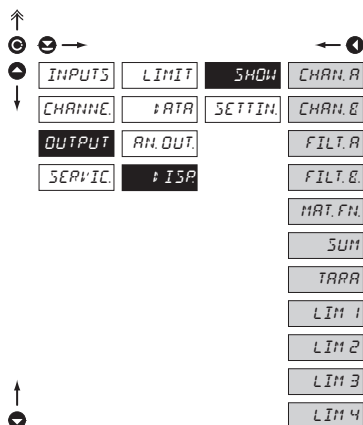 INPUTS LIMIT SHOW CHAN. A
CHANNE. DATA SETTIN. CHAN. B
OUTPUT AN. OUT. FILT. A
SERVIC. DISP. FILT. B.
MAT. FN.
SUM
TARA
LIM 1
LIM 2
LIM 3
LIM 4